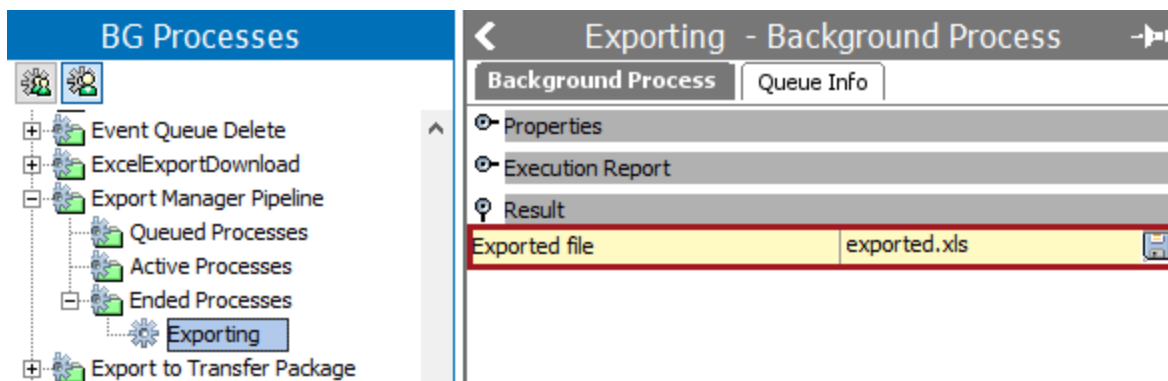 BG Processes
Event Queue Delete
ExcelExportDownload
Export Manager Pipeline
Queued Processes
Active Processes
Ended Processes
Exporting
Export to Transfer Package
Exporting - Background Process
Background Process Queue Info
Properties
Execution Report
Result
Exported file exported.xls